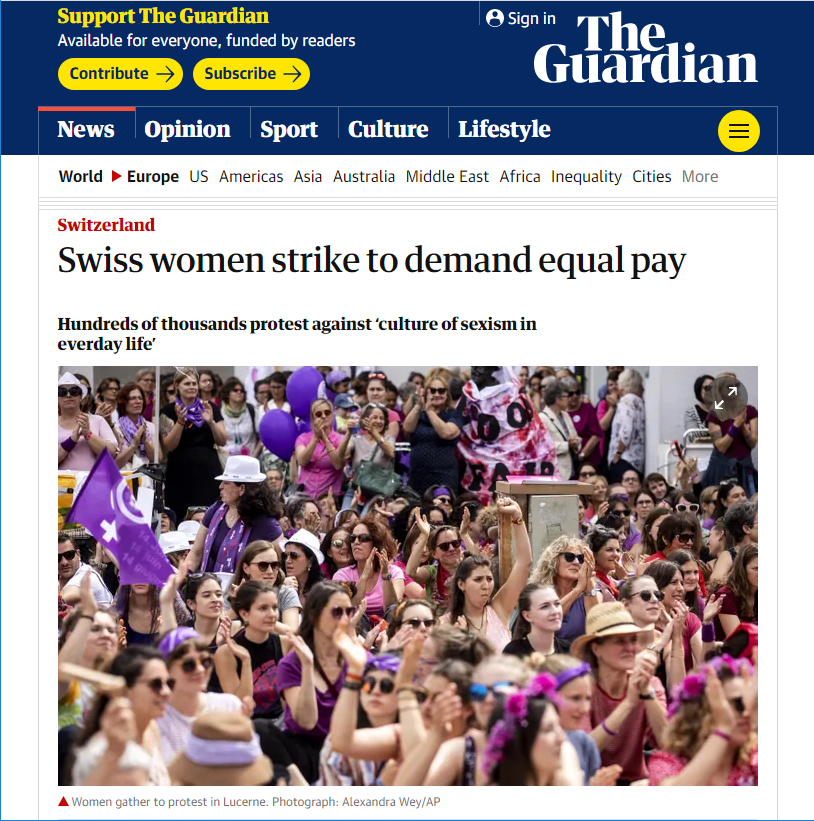 Support The Guardian
Available for everyone, funded by readers
Contribute
Subscribe
Sign in
The
Guardian
News
Opinion
Sport
Culture
Lifestyle
World
Europe
US
Americas
Asia
Australia
Middle East
Africa
Inequality
Cities
More
Switzerland
Swiss women strike to demand equal pay
Hundreds of thousands protest against ‘culture of sexism in
everday life’
Women gather to protest in Lucerne. Photograph: Alexandra Wey/AP